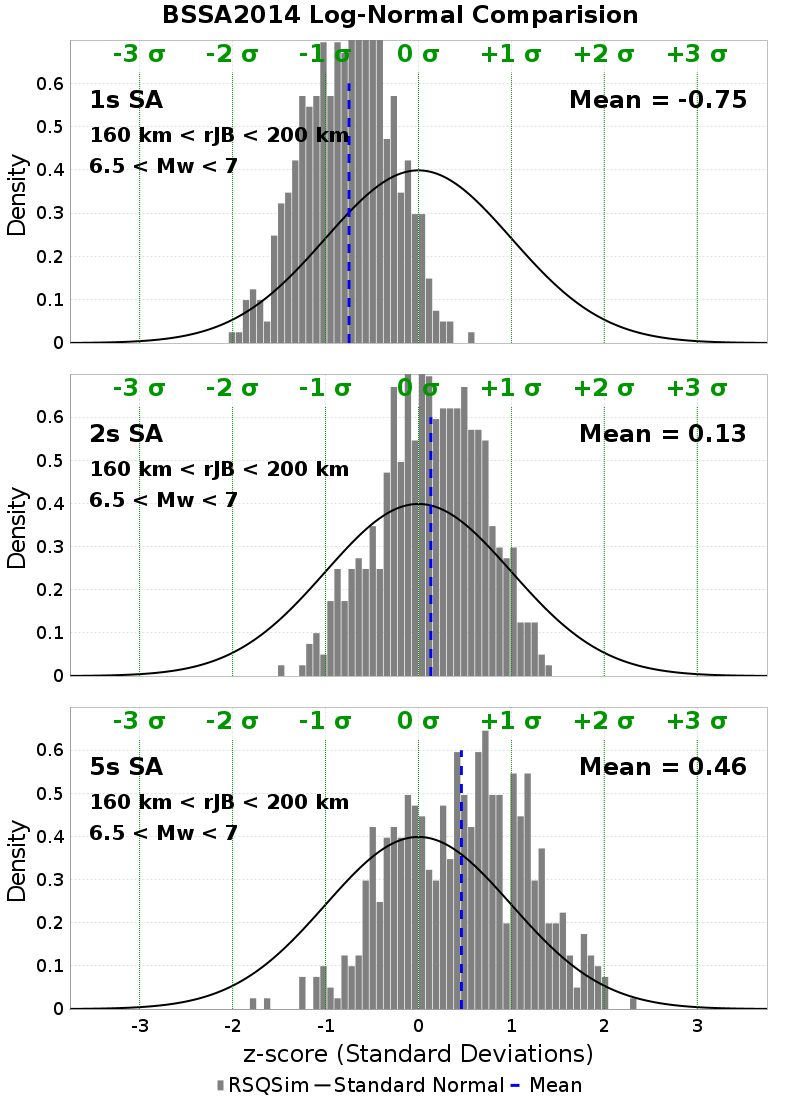 BSSA2014 Log-Normal Comparision
-3 σ -2 σ -1 σ 0 σ +1 σ +2 σ +3 σ
0.6
1s SA Mean = -0.75
0.5 160 km < rJB < 200 km
0.4 6.5 < Mw < 7
0.3
0.2
0.1
0
Density
-3 σ -2 σ -1 σ 0 σ +1 σ +2 σ +3 σ
0.6
2s SA Mean = 0.13
0.5 160 km < rJB < 200 km
0.4 6.5 < Mw < 7
0.3
0.2
0.1
0
Density
-3 σ -2 σ -1 σ 0 σ +1 σ +2 σ +3 σ
0.6
5s SA Mean = 0.46
0.5 160 km < rJB < 200 km
0.4 6.5 < Mw < 7
0.3
0.2
0.1
0
Density
-3 -2 -1 0 1 2 3
z-score (Standard Deviations)
RSQSim Standard Normal Mean